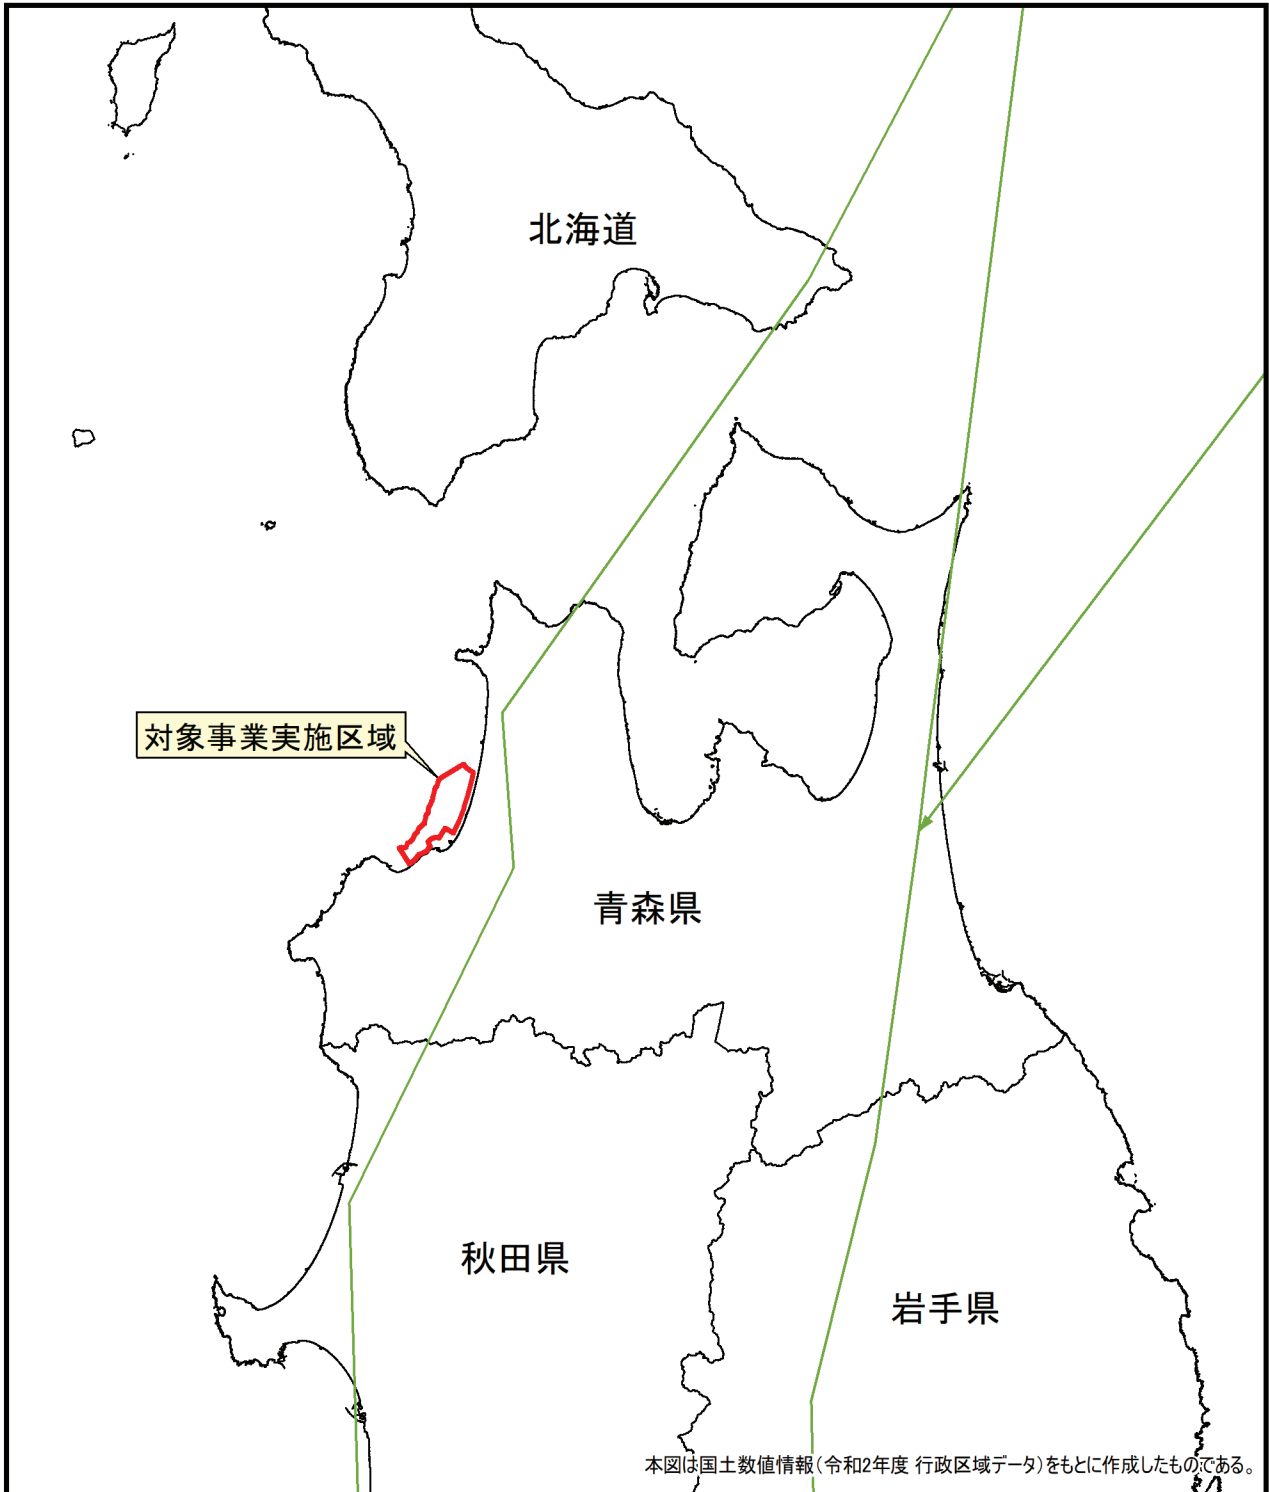 北海道
対象事業実施区域
青森県
秋田県
岩手県
本図は国土数値情報(令和2年度 行政区域データ)をもとに作成したものである。